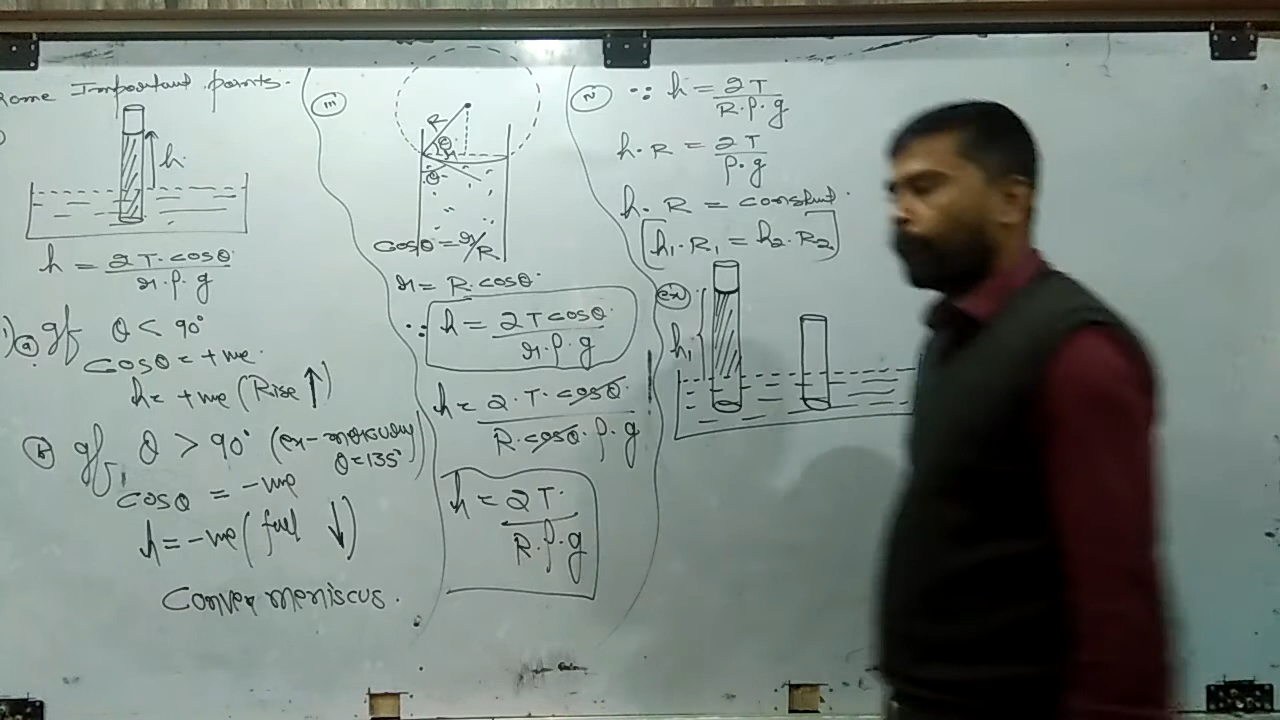 Some Important points.
h
h = 2T.cosθ / r.ρ.g
(a) If θ < 90°
cosθ = +ve.
h = +ve (Rise ↑)
(b) If, θ > 90° (ex- mercury
θ = 135°)
cosθ = -ve
h = -ve (fall ↓)
Convex meniscus.
(iii)
R
θ
r
θ
cosθ = r/R
r = R.cosθ
∵ h = 2Tcosθ / r.ρ.g
h = 2.T.cosθ / R.cosθ.ρ.g
h = 2T. / R.ρ.g
(iv) ∵ h = 2T / R.ρ.g
h.R = 2T / ρ.g
h.R = constant.
[h₁.R₁ = h₂.R₂]
(ex)
h₁